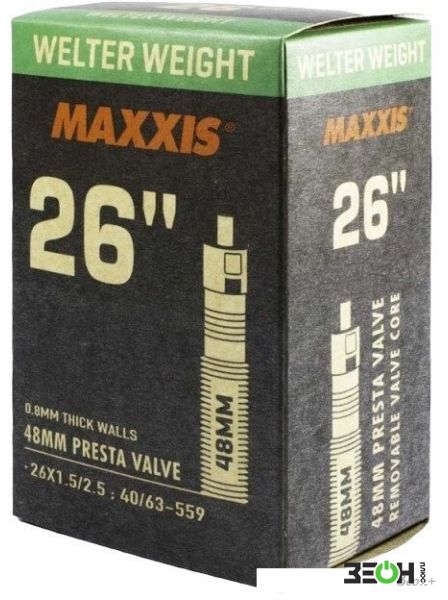 WELTER WEIGHT
MAXXIS®
26"
48MM
0.8MM THICK WALLS
48MM PRESTA VALVE
·26X1.5/2.5 ; 40/63-559
WELTER WEIGHT
MAXXIS®
26"
48MM
48MM PRESTA VALVE
REMOVABLE VALVE CORE
ЗЕОН